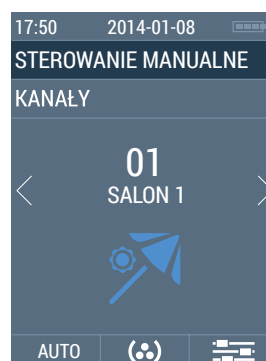 17:50 2014-01-08
STEROWANIE MANUALNE
KANAŁY
01
SALON 1
AUTO